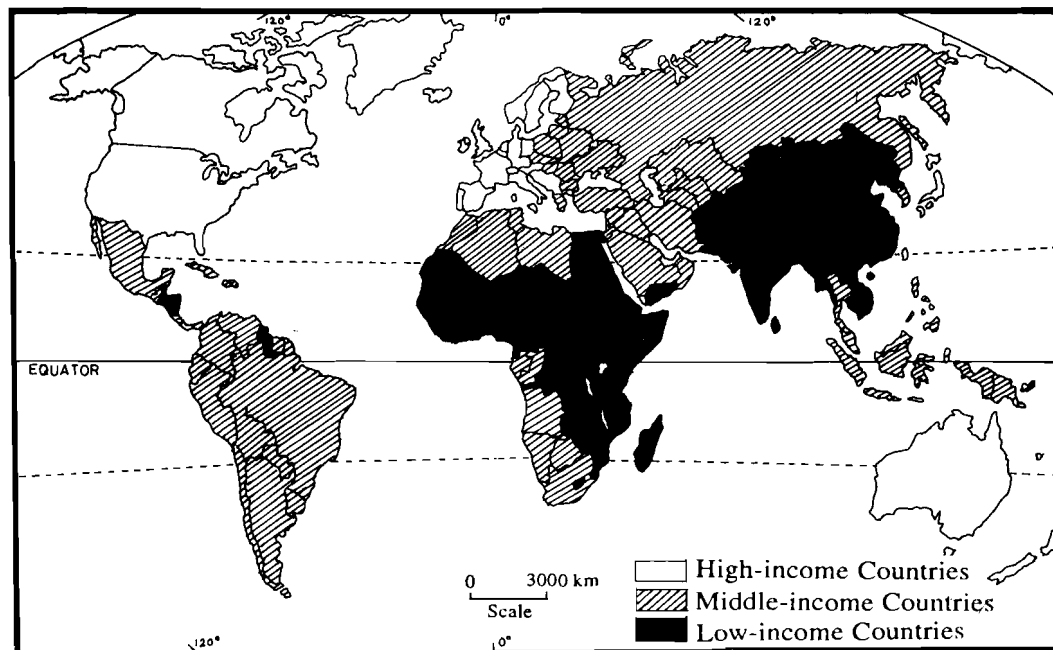 120° 0° 120°
0
EQUATOR
0 3000 km
Scale
High-income Countries
Middle-income Countries
Low-income Countries
120° 0°